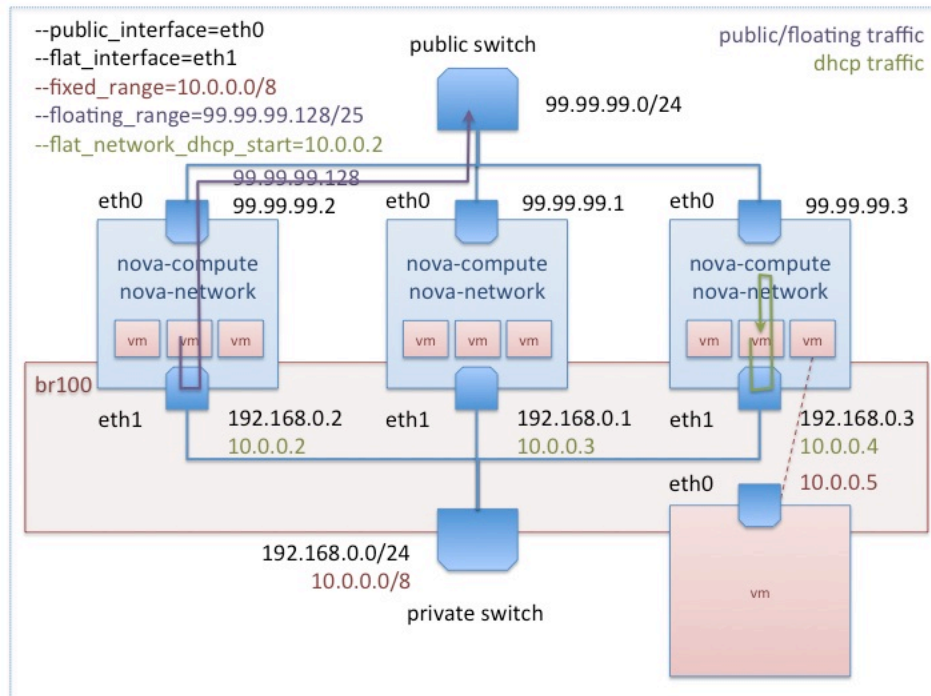 --public_interface=eth0
--flat_interface=eth1
--fixed_range=10.0.0.0/8
--floating_range=99.99.99.128/25
--flat_network_dhcp_start=10.0.0.2
public switch
public/floating traffic
dhcp traffic
99.99.99.0/24
99.99.99.128
eth0
99.99.99.2
eth0
99.99.99.1
eth0
99.99.99.3
nova-compute
nova-network
nova-compute
nova-network
nova-compute
nova-network
vm vm vm
vm vm vm
vm vm vm
br100
eth1
192.168.0.2
10.0.0.2
eth1
192.168.0.1
10.0.0.3
eth1
192.168.0.3
10.0.0.4
10.0.0.5
eth0
192.168.0.0/24
10.0.0.0/8
private switch
vm